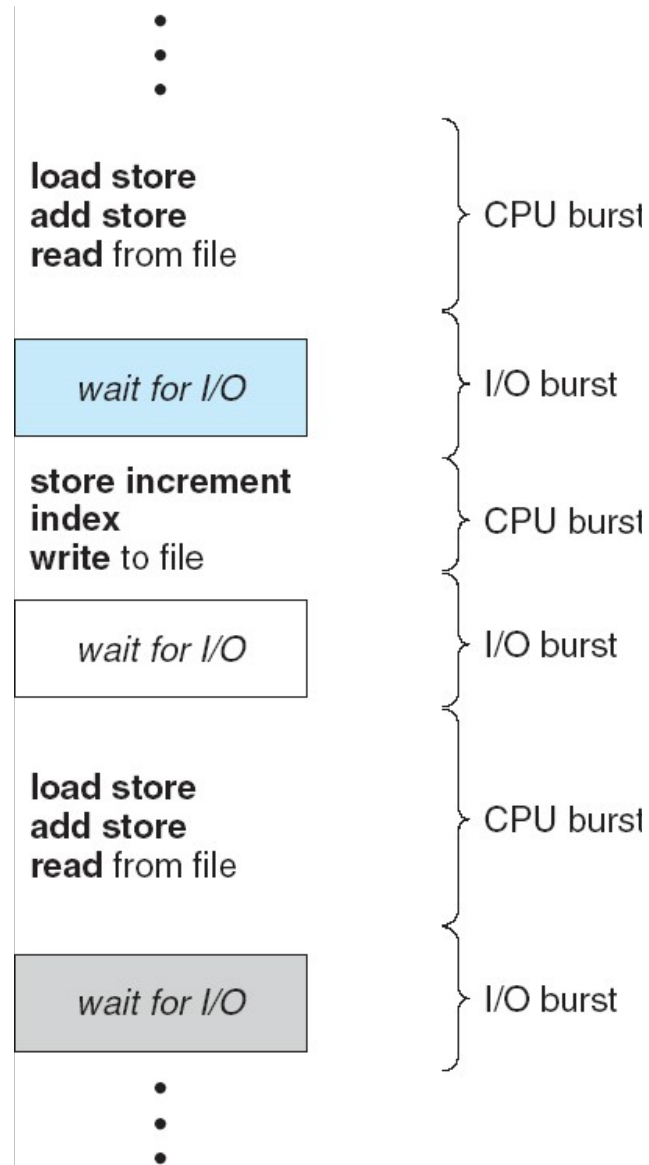 load store
add store
read from file
CPU burst
wait for I/O
I/O burst
store increment
index
write to file
CPU burst
wait for I/O
I/O burst
load store
add store
read from file
CPU burst
wait for I/O
I/O burst